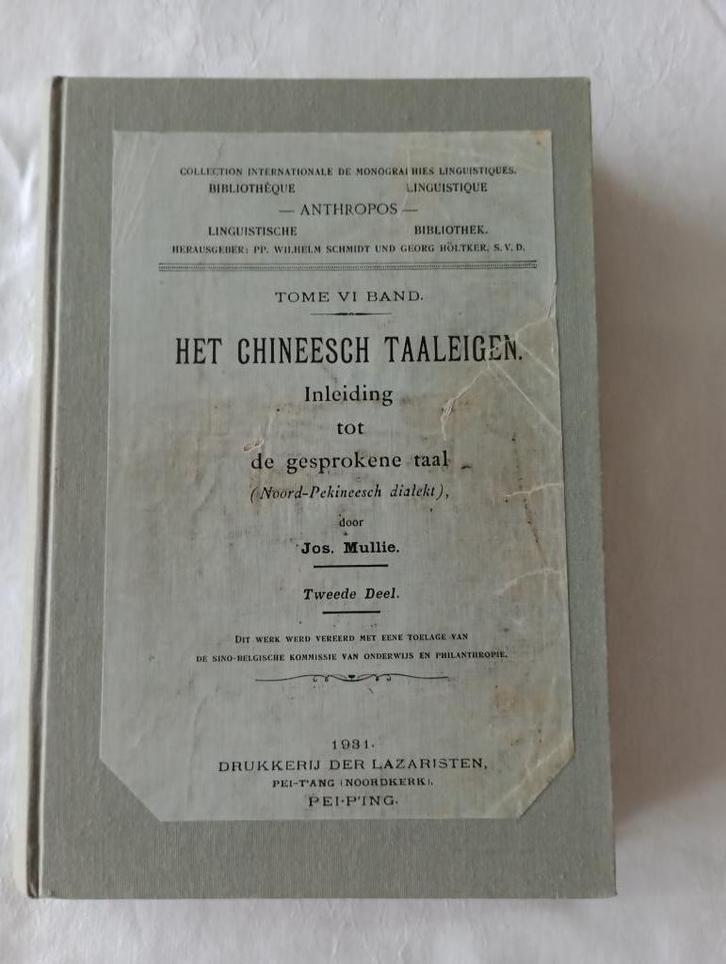 COLLECTION INTERNATIONALE DE MONOGRAPHIES LINGUISTIQUES.
BIBLIOTHÈQUE LINGUISTIQUE
— ANTHROPOS —
LINGUISTISCHE BIBLIOTHEK.
HERAUSGEBER: PP. WILHELM SCHMIDT UND GEORG HÖLTKER, S. V. D.
TOME VI BAND.
HET CHINEESCH TAALEIGEN.
Inleiding
tot
de gesprokene taal
(Noord-Pekineesch dialekt),
door
Jos. Mullie.
Tweede Deel.
DIT WERK WERD VEREERD MET EENE TOELAGE VAN
DE SINO-BELGISCHE KOMMISSIE VAN ONDERWIJS EN PHILANTHROPIE.
1931.
DRUKKERIJ DER LAZARISTEN,
PEI-T'ANG (NOORDKERK),
PEI-P'ING.